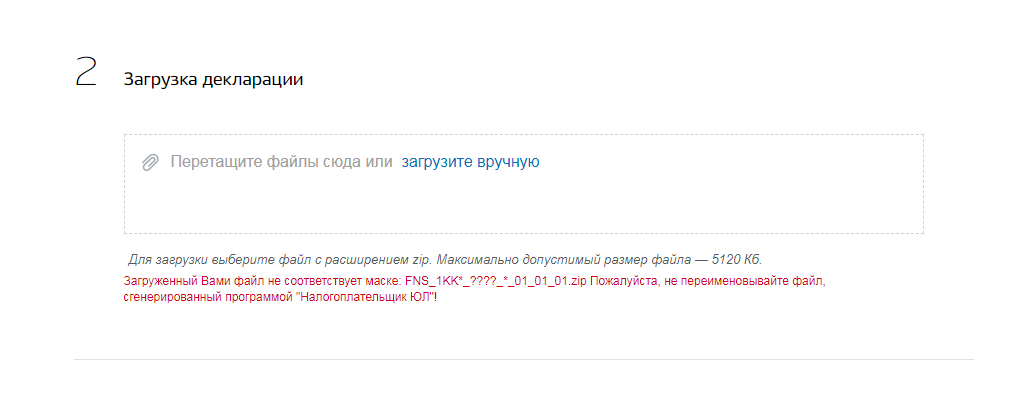 2 Загрузка декларации
Перетащите файлы сюда или загрузите вручную
Для загрузки выберите файл с расширением zip. Максимально допустимый размер файла — 5120 Кб.
Загруженный Вами файл не соответствует маске: FNS_1KK*_????_*_01_01_01.zip Пожалуйста, не переименовывайте файл,
сгенерированный программой "Налогоплательщик ЮЛ"!